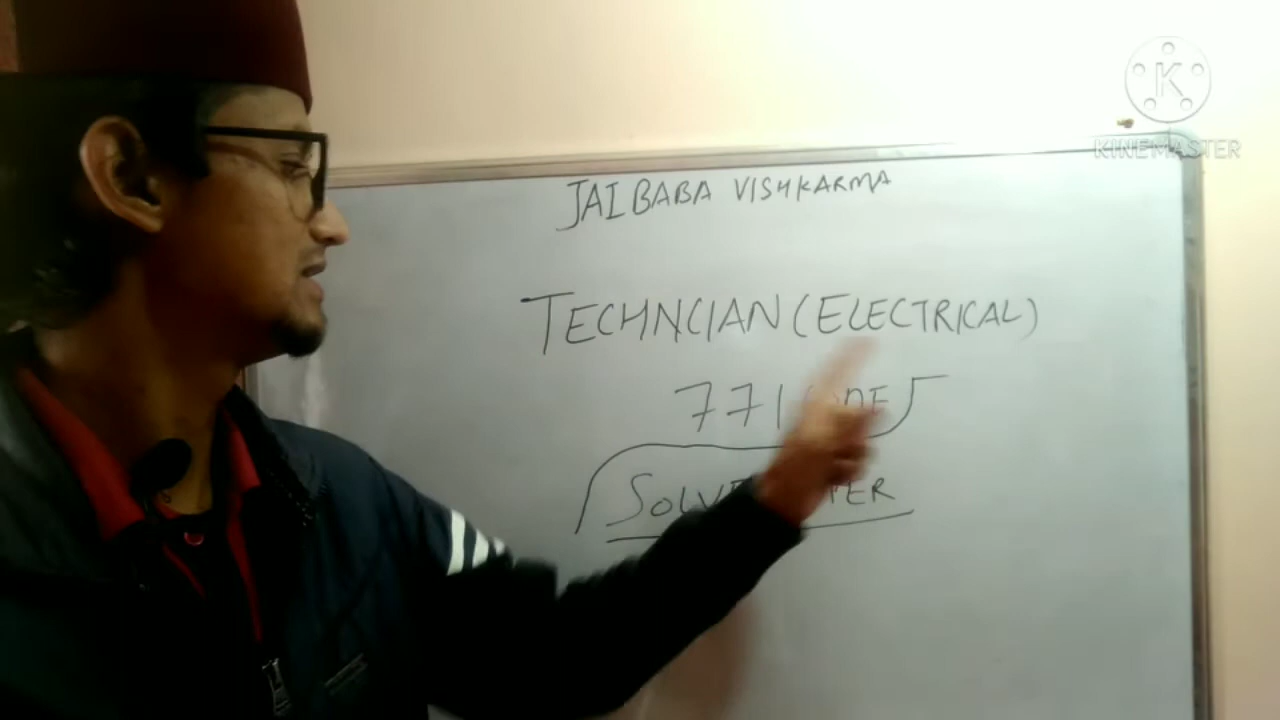 K
KINEMASTER
JAI BABA VISHKARMA
TECHNCIAN (ELECTRICAL)
771